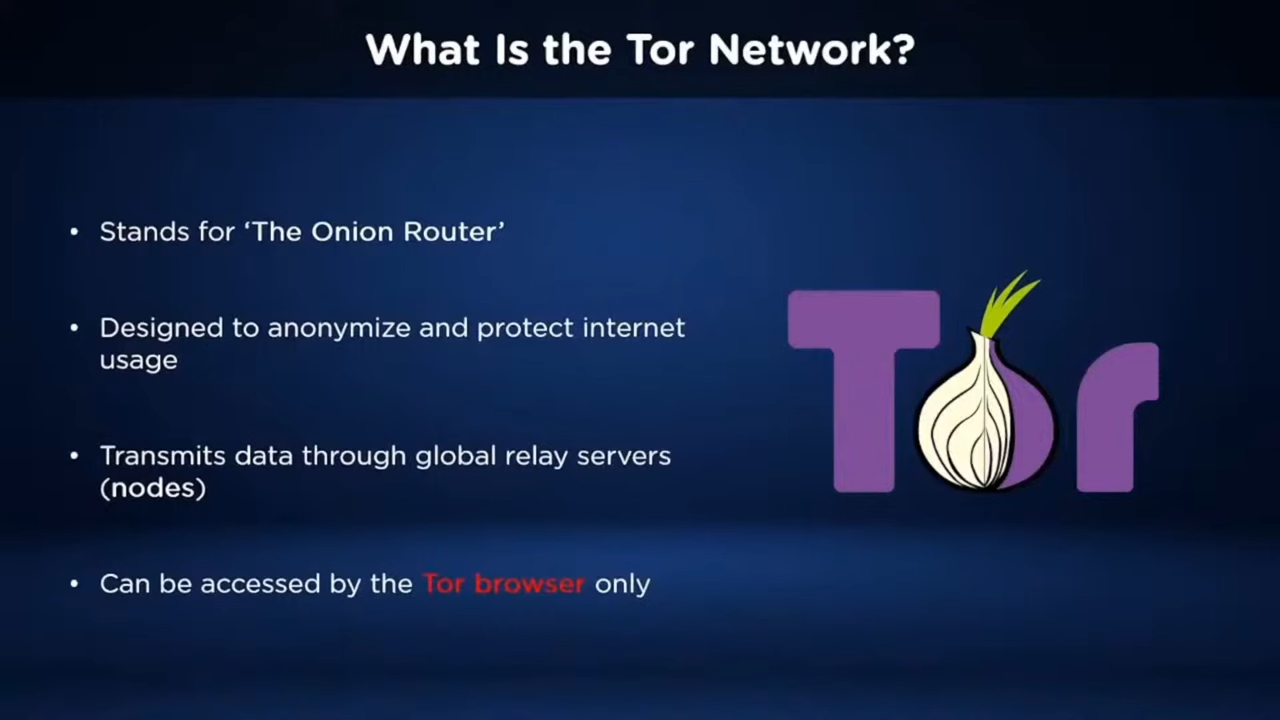 What Is the Tor Network?
• Stands for ‘The Onion Router’
• Designed to anonymize and protect internet
usage
• Transmits data through global relay servers
(nodes)
• Can be accessed by the Tor browser only
Tor